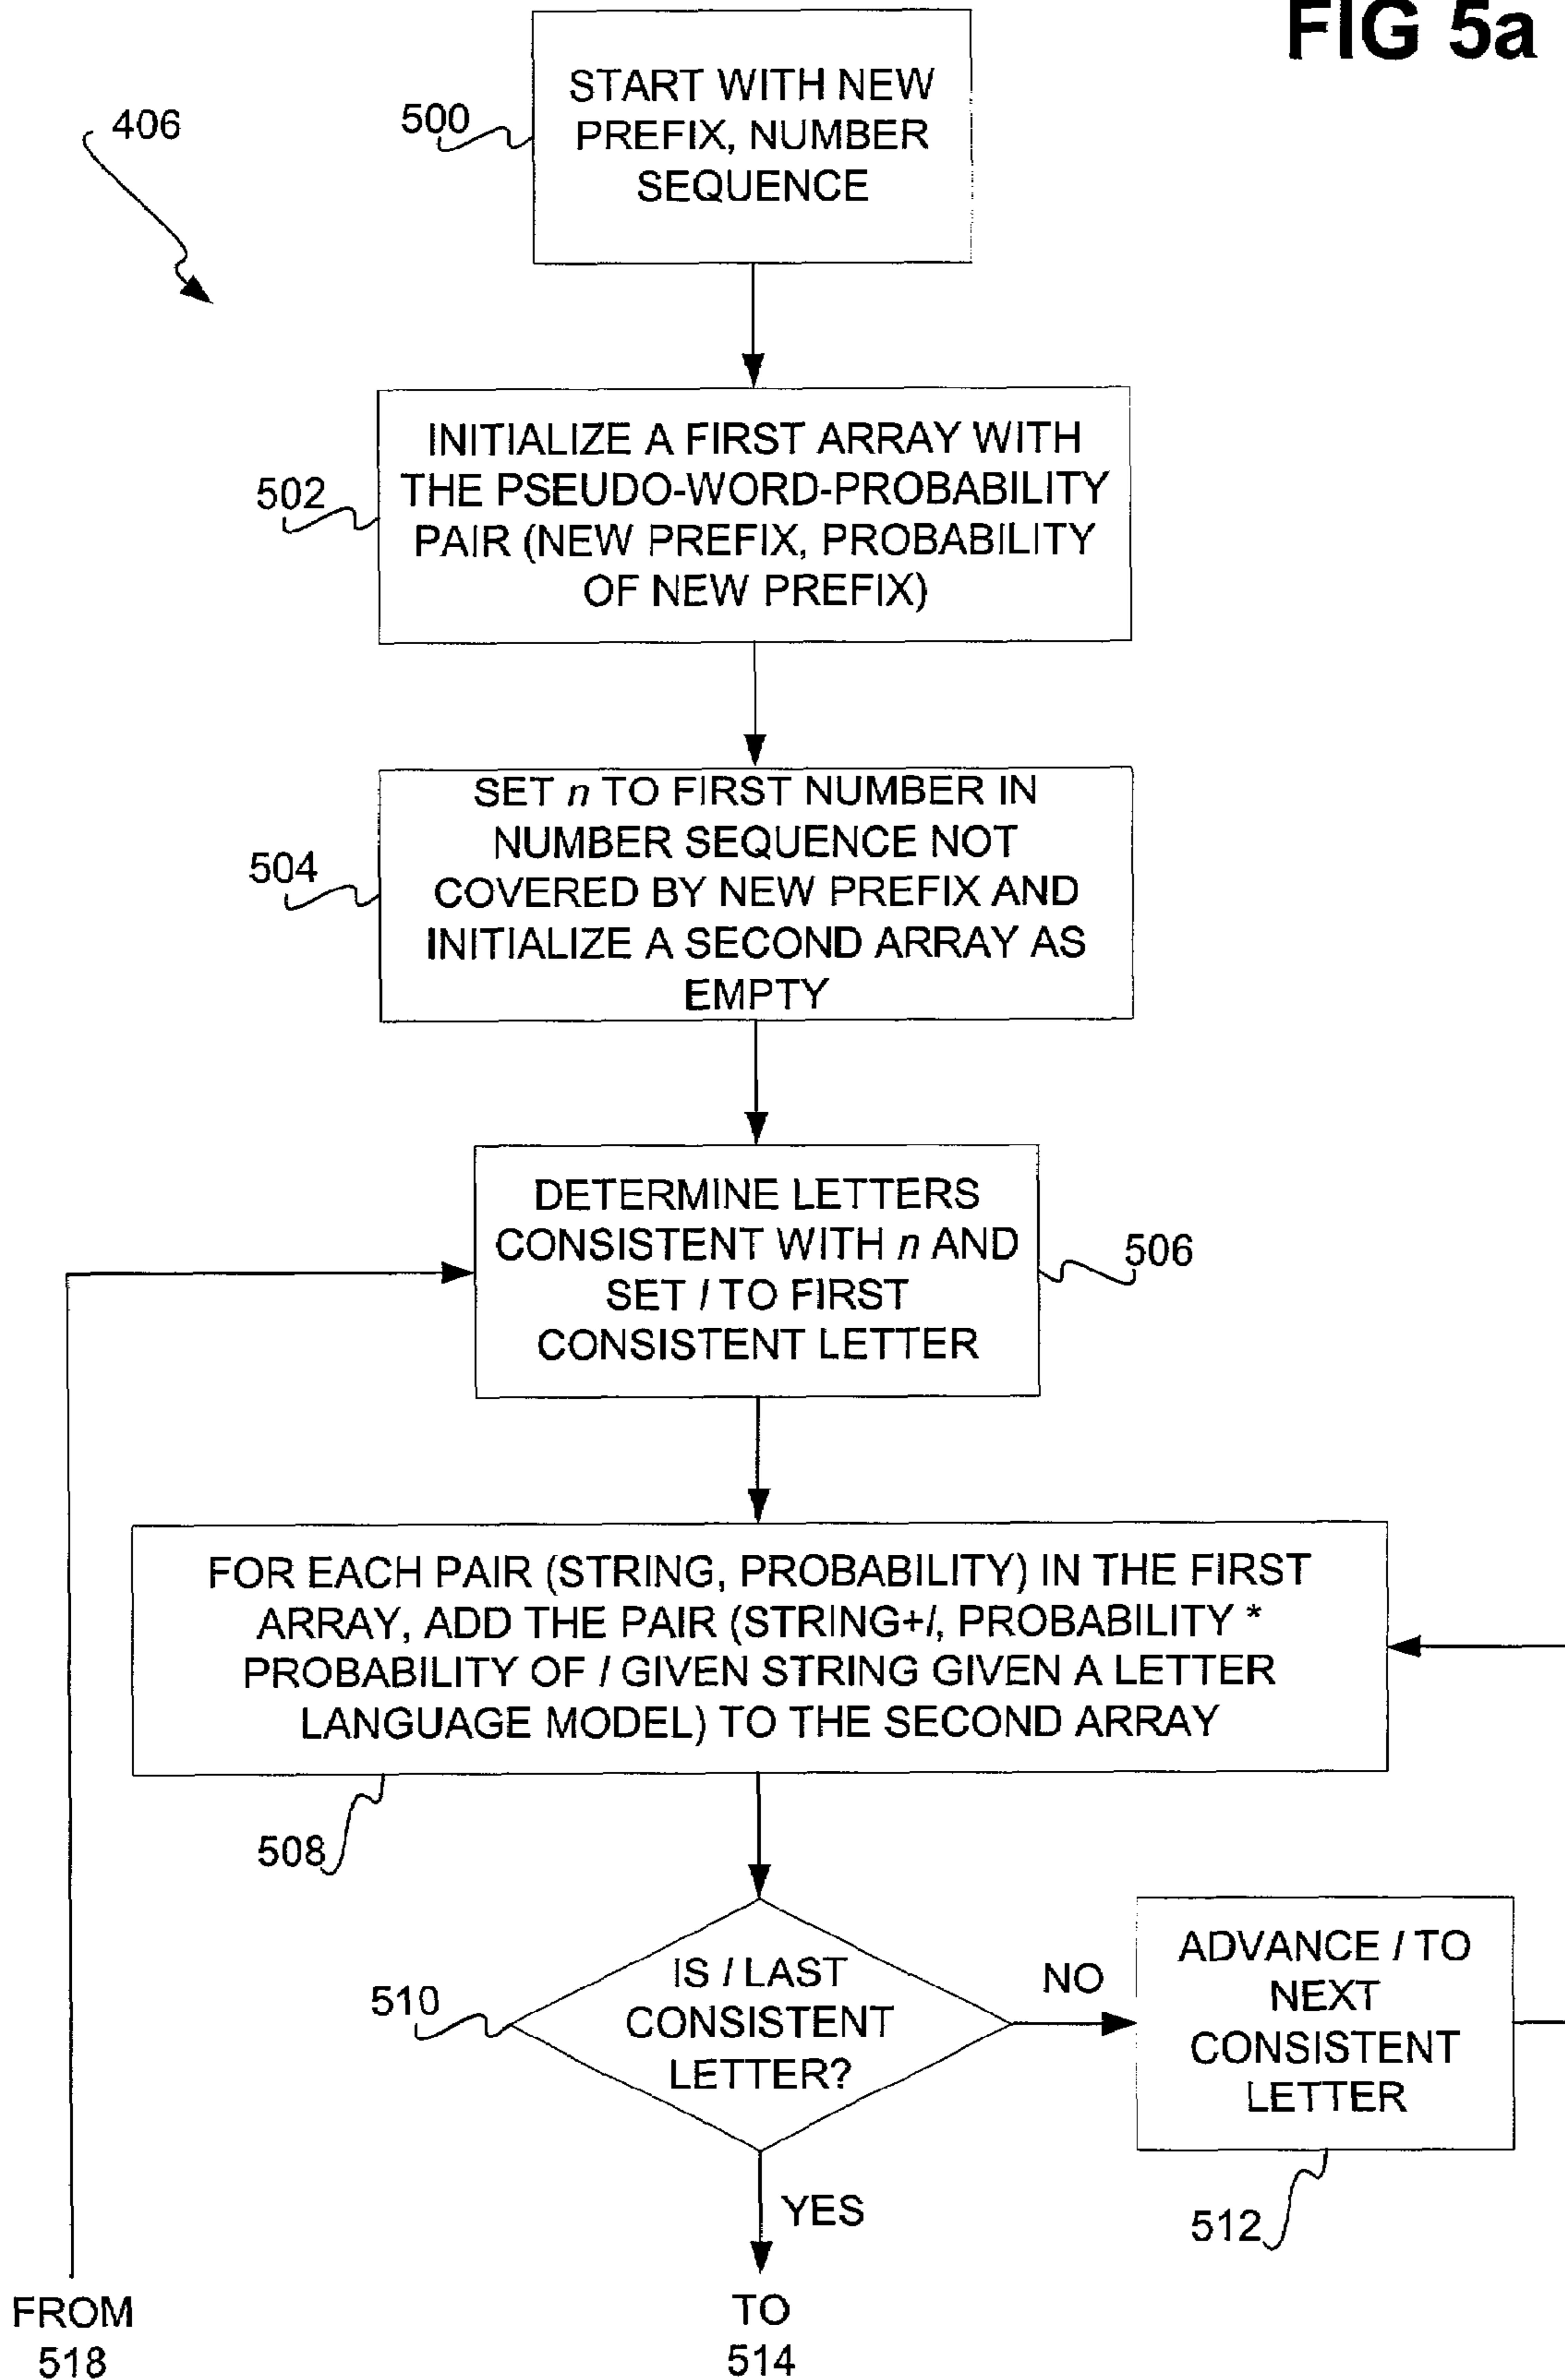 FIG 5a
406
500
START WITH NEW
PREFIX, NUMBER
SEQUENCE
502
INITIALIZE A FIRST ARRAY WITH
THE PSEUDO-WORD-PROBABILITY
PAIR (NEW PREFIX, PROBABILITY
OF NEW PREFIX)
504
SET n TO FIRST NUMBER IN
NUMBER SEQUENCE NOT
COVERED BY NEW PREFIX AND
INITIALIZE A SECOND ARRAY AS
EMPTY
DETERMINE LETTERS
CONSISTENT WITH n AND
SET l TO FIRST
CONSISTENT LETTER
506
FOR EACH PAIR (STRING, PROBABILITY) IN THE FIRST
ARRAY, ADD THE PAIR (STRING+l, PROBABILITY *
PROBABILITY OF l GIVEN STRING GIVEN A LETTER
LANGUAGE MODEL) TO THE SECOND ARRAY
508
510
IS l LAST
CONSISTENT
LETTER?
NO
ADVANCE l TO
NEXT
CONSISTENT
LETTER
512
YES
FROM
518
TO
514